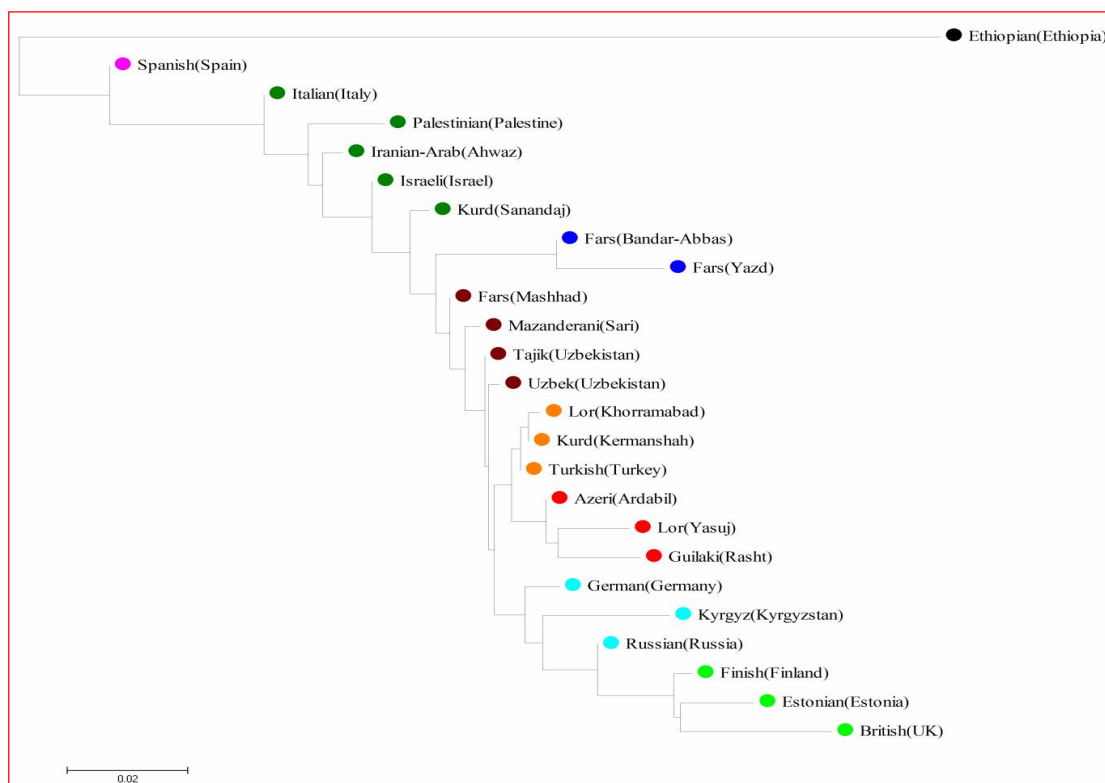 Ethiopian(Ethiopia)
Spanish(Spain)
Italian(Italy)
Palestinian(Palestine)
Iranian-Arab(Ahwaz)
Israeli(Israel)
Kurd(Sanandaj)
Fars(Bandar-Abbas)
Fars(Yazd)
Fars(Mashhad)
Mazanderani(Sari)
Tajik(Uzbekistan)
Uzbek(Uzbekistan)
Lor(Khorramabad)
Kurd(Kermanshah)
Turkish(Turkey)
Azeri(Ardabil)
Lor(Yasuj)
Guilaki(Rasht)
German(Germany)
Kyrgyz(Kyrgyzstan)
Russian(Russia)
Finish(Finland)
Estonian(Estonia)
British(UK)
0.02